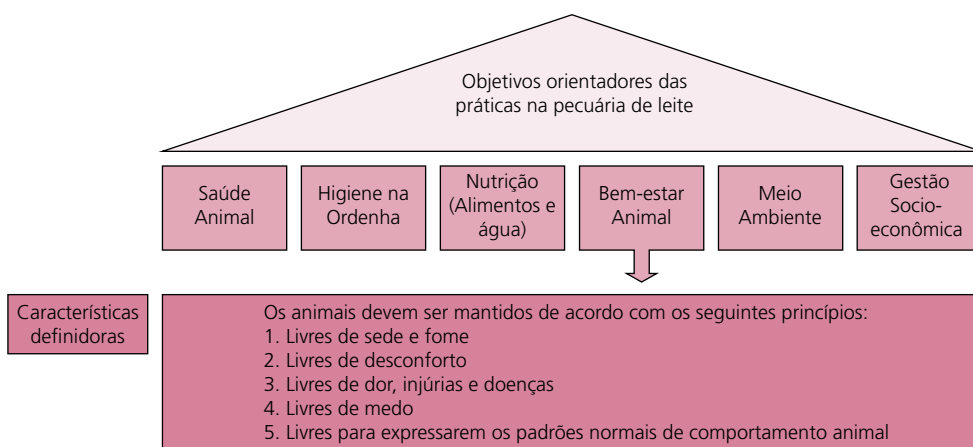 Objetivos orientadores das
práticas na pecuária de leite
Saúde
Animal
Higiene na
Ordenha
Nutrição
(Alimentos e
água)
Bem-estar
Animal
Meio
Ambiente
Gestão
Socio-
econômica
Características
definidoras
Os animais devem ser mantidos de acordo com os seguintes princípios:
1. Livres de sede e fome
2. Livres de desconforto
3. Livres de dor, injúrias e doenças
4. Livres de medo
5. Livres para expressarem os padrões normais de comportamento animal